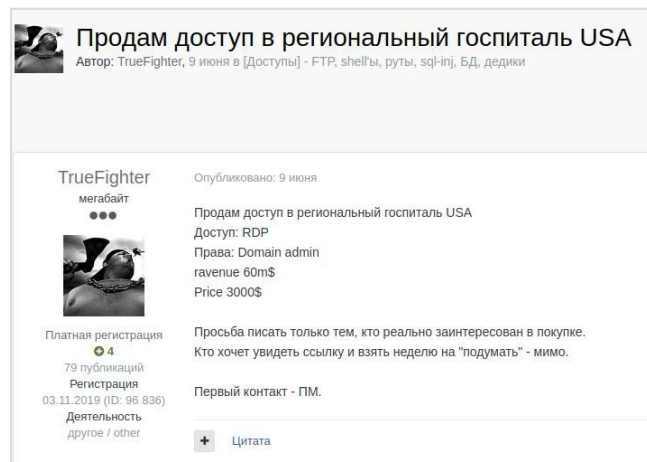 Продам доступ в региональный госпиталь USA
Автор: TrueFighter, 9 июня в [Доступы] - FTP, shell'ы, руты, sql-inj, БД, дедики
TrueFighter
мегабайт
Платная регистрация
4
79 публикаций
Регистрация
03.11.2019 (ID: 96 836)
Деятельность
другое / other
Опубликовано: 9 июня
Продам доступ в региональный госпиталь USA
Доступ: RDP
Права: Domain admin
ravenue 60m$
Price 3000$
Просьба писать только тем, кто реально заинтересован в покупке.
Кто хочет увидеть ссылку и взять неделю на "подумать" - мимо.
Первый контакт - ПМ.
+ Цитата